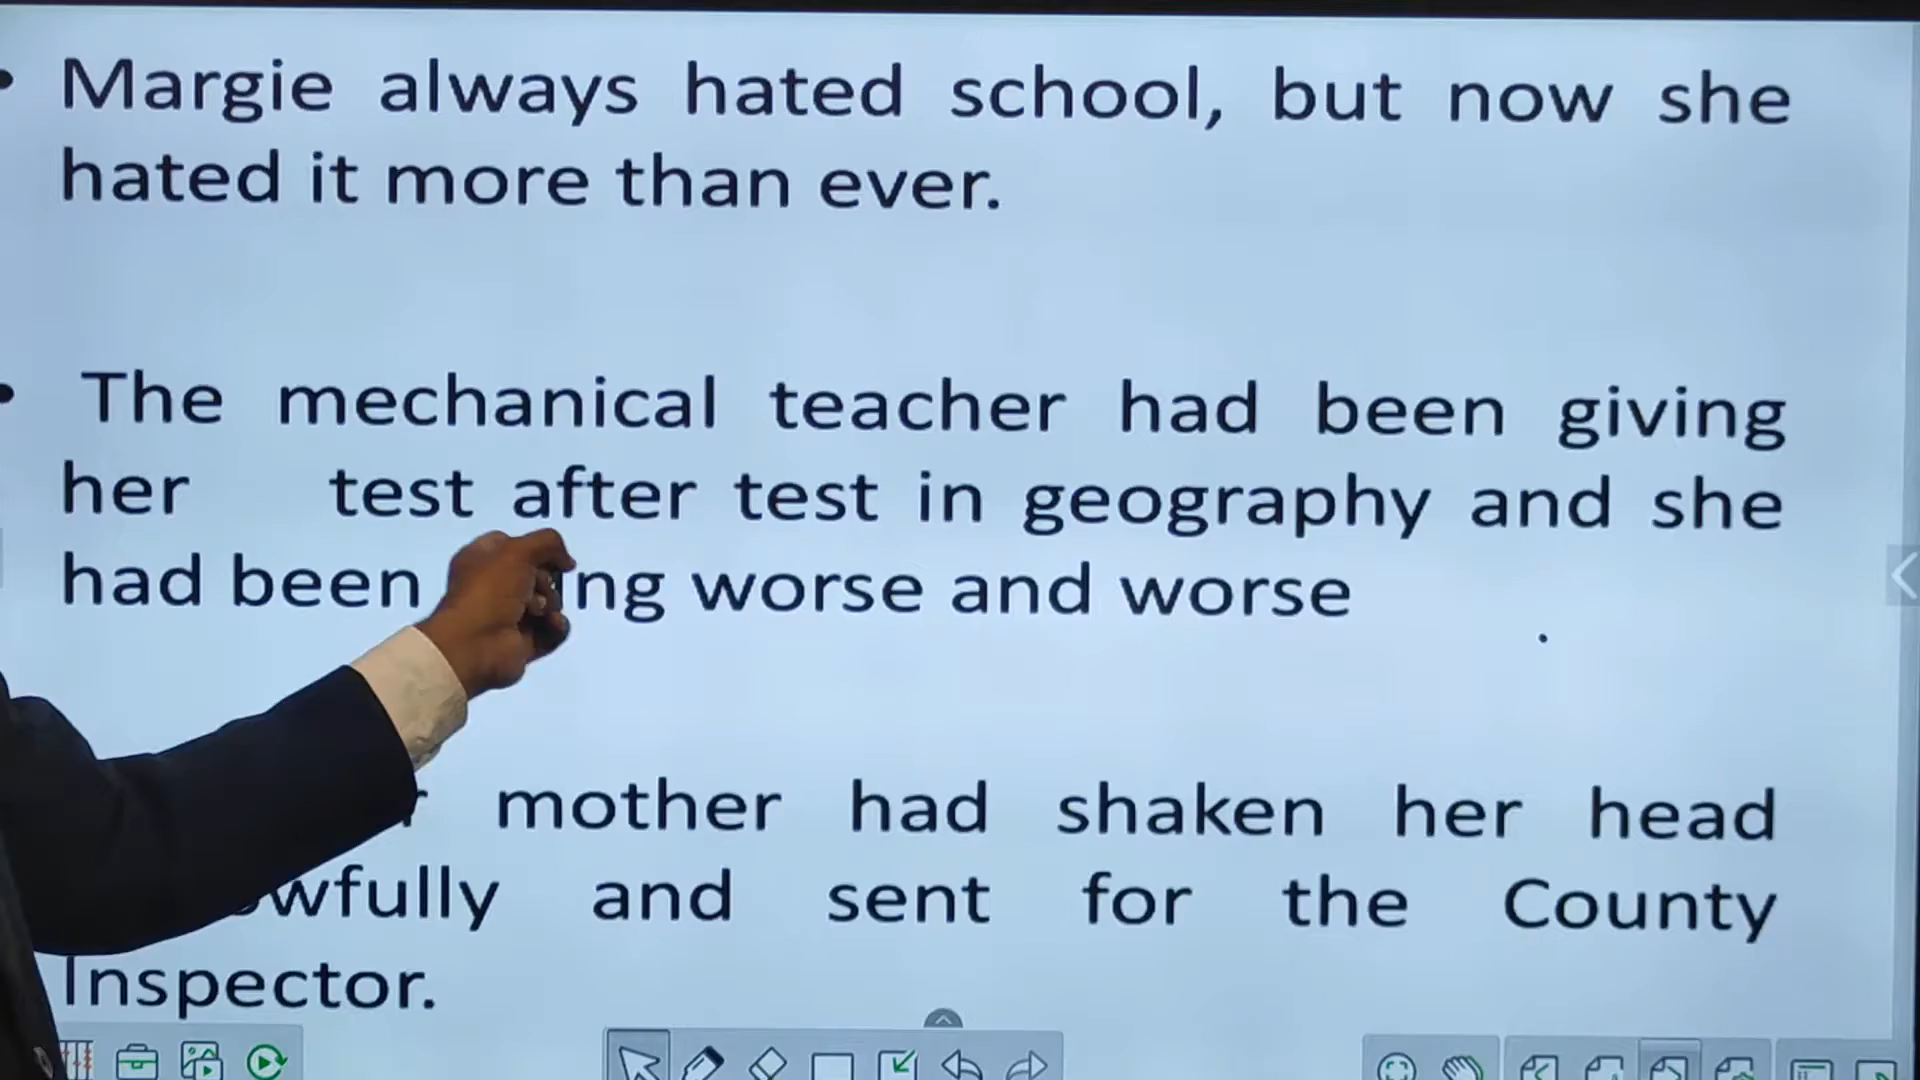 • Margie always hated school, but now she
hated it more than ever.
• The mechanical teacher had been giving
her test after test in geography and she
had been worse and worse
mother had shaken her head
and sent for the County
Inspector.